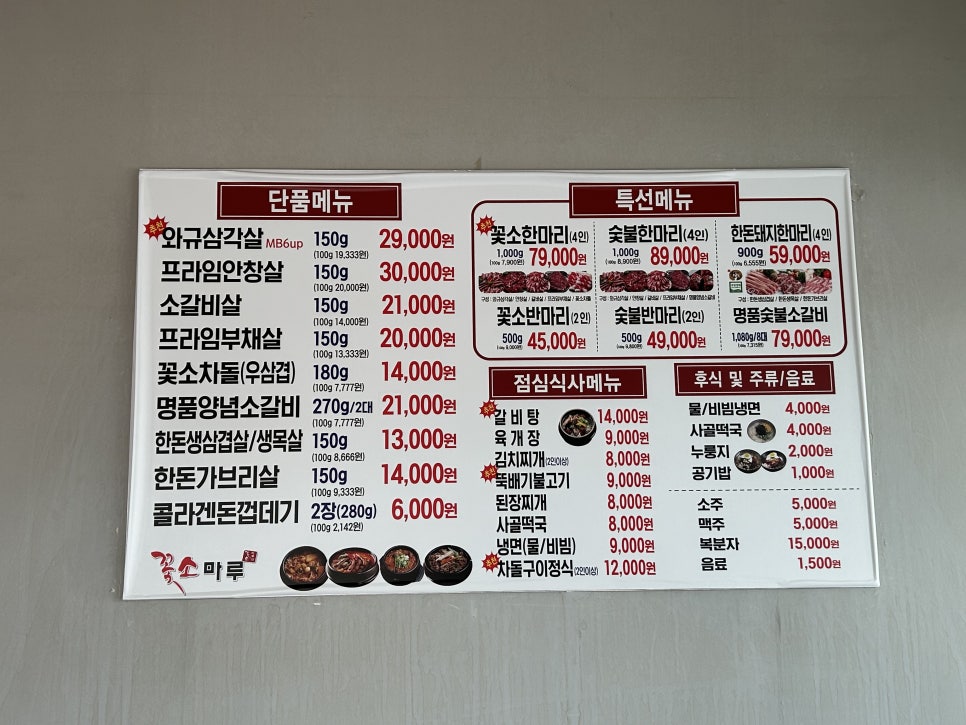 단품메뉴
추천
와규삼각살 MB6up 150g 29,000원
(100g 19,333원)
프라임안창살 150g 30,000원
(100g 20,000원)
소갈비살 150g 21,000원
(100g 14,000원)
프라임부채살 150g 20,000원
(100g 13,333원)
꽃소차돌(우삼겹) 180g 14,000원
(100g 7,777원)
명품양념소갈비 270g/2대 21,000원
(100g 7,777원)
한돈생삼겹살/생목살 150g 13,000원
(100g 8,666원)
한돈가브리살 150g 14,000원
(100g 9,333원)
콜라겐돈껍데기 2장(280g) 6,000원
(100g 2,142원)
꽃소마루
특선메뉴
추천
꽃소한마리(4인)
1,000g 79,000원
(100g 7,900원)
꽃소반마리(2인)
500g 45,000원
(100g 9,000원)
숯불한마리(4인)
1,000g 89,000원
(100g 8,900원)
숯불반마리(2인)
500g 49,000원
(100g 9,800원)
한돈돼지한마리(4인)
900g 59,000원
(100g 6,555원)
명품숯불소갈비
1,080g/8대 79,000원
(100g 7,315원)
점심식사메뉴
추천
갈비탕 14,000원
육개장 9,000원
김치찌개(2인이상) 8,000원
추천
뚝배기불고기 9,000원
된장찌개 8,000원
사골떡국 8,000원
냉면(물/비빔) 9,000원
추천
차돌구이정식(2인이상) 12,000원
후식 및 주류/음료
물/비빔냉면 4,000원
사골떡국 4,000원
누룽지 2,000원
공기밥 1,000원
소주 5,000원
맥주 5,000원
복분자 15,000원
음료 1,500원